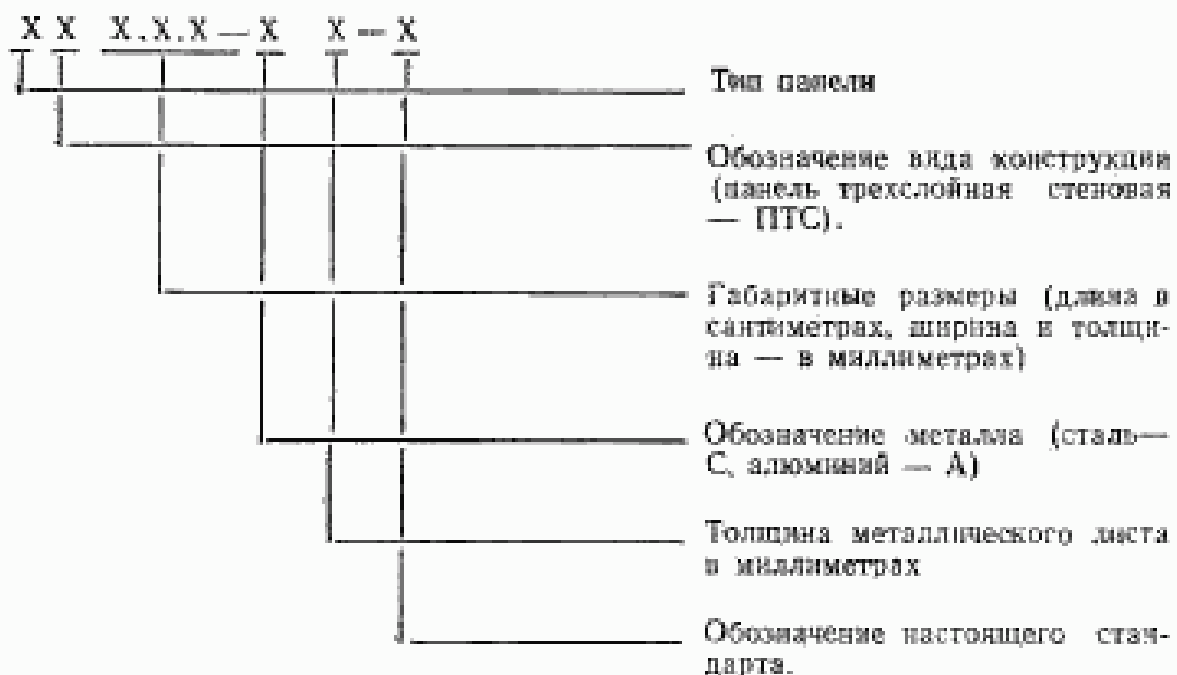 X X X.X.X — X X — X
Тип панели
Обозначение вида конструкции
(панель трехслойная стеновая
— ПТС).
Габаритные размеры (длина в
сантиметрах, ширина и толщи-
на — в миллиметрах)
Обозначение металла (сталь—
С, алюминий — А)
Толщина металлического листа
в миллиметрах
Обозначение настоящего стан-
дарта.